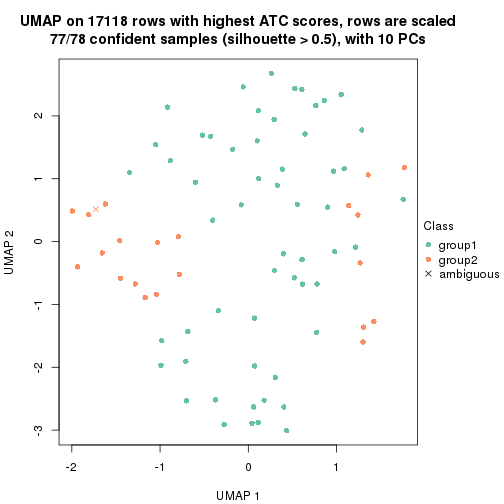 UMAP on 17118 rows with highest ATC scores, rows are scaled
77/78 confident samples (silhouette > 0.5), with 10 PCs
2
1
0
-1
-2
-3
UMAP 2
-2
-1
0
1
UMAP 1
Class
group1
group2
ambiguous